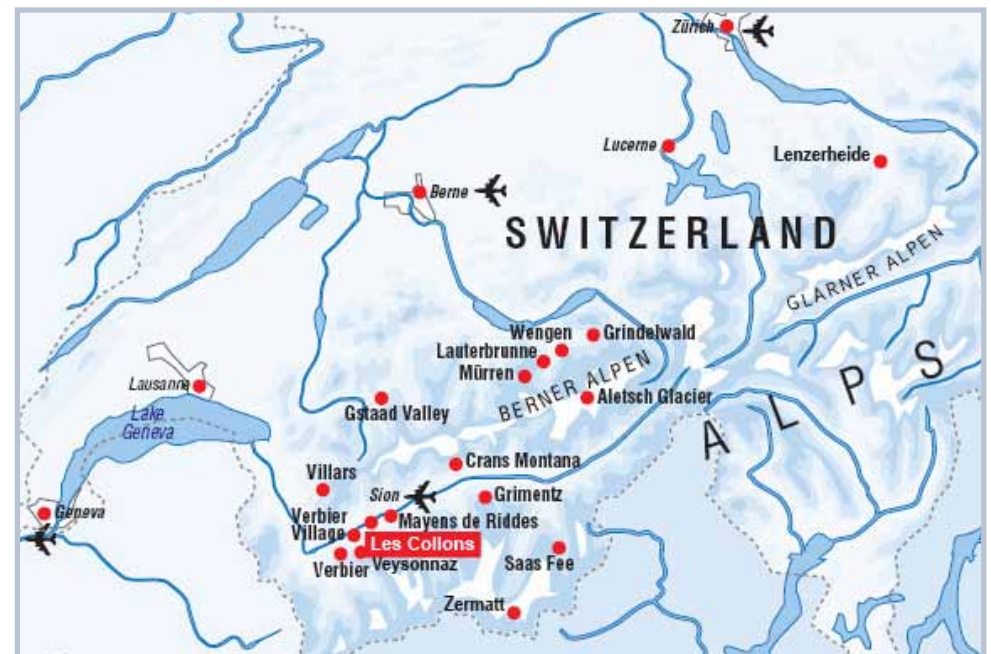 Zürich
Lucerne
Lenzerheide
Berne
SWITZERLAND
GLARNER ALPEN
Wengen
Grindelwald
Lauterbrunne
Mürren
BERNER ALPEN
Aletsch Glacier
ALPS
Lausanne
Lake
Geneva
Gstaad Valley
Crans Montana
Villars
Sion
Grimentz
Geneva
Verbier
Village
Mayens de Riddes
Les Collons
Verbier
Veysonnaz
Saas Fee
Zermatt